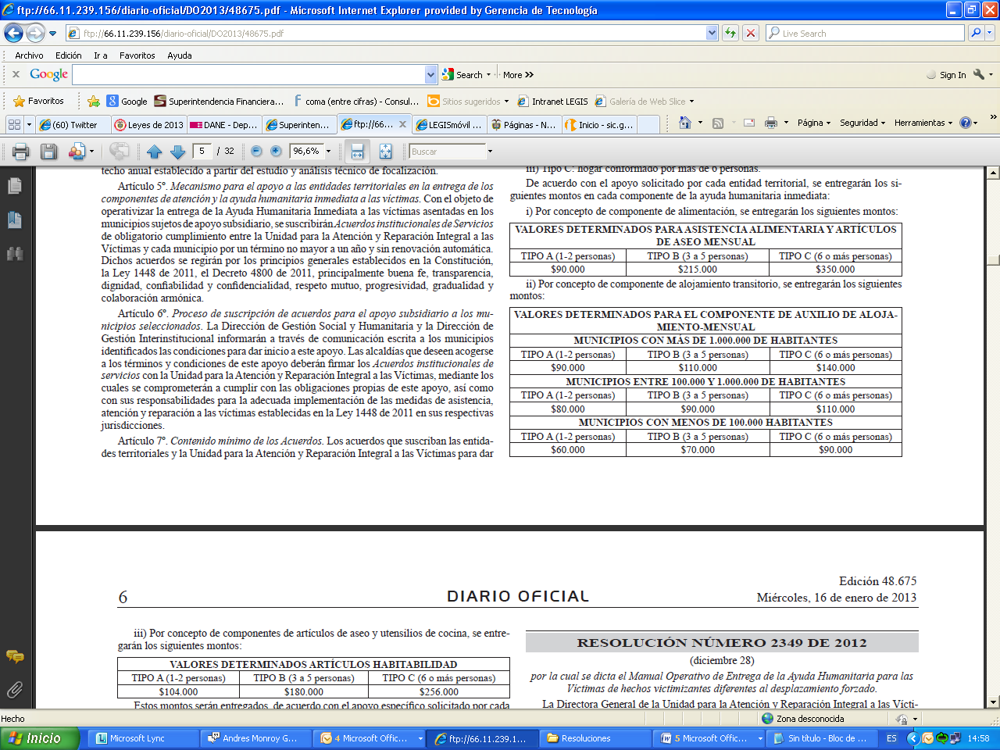 ftp://66.11.239.156/diario-oficial/DO2013/48675.pdf - Microsoft Internet Explorer provided by Gerencia de Tecnología
ftp://66.11.239.156/diario-oficial/DO2013/48675.pdf
Live Search
Archivo Edición Ir a Favoritos Ayuda
x Google Search More >> Sign In
Favoritos Google Superintendencia Financiera... coma (entre cifras) - Consul... Sitios sugeridos Intranet LEGIS Galería de Web Slice
(60) Twitter Leyes de 2013 DANE - Dep... Superinten... ftp://66... LEGISmóvil Páginas - N... Inicio - sic.g... Página Seguridad Herramientas
5 / 32 96,6% Buscar
techo anual establecido a partir del estudio y análisis técnico de focalización.
Artículo 5º. Mecanismo para el apoyo a las entidades territoriales en la entrega de los
componentes de atención y la ayuda humanitaria inmediata a las víctimas. Con el objeto de
operativizar la entrega de la Ayuda Humanitaria Inmediata a las víctimas asentadas en los
municipios sujetos de apoyo subsidiario, se suscribirán Acuerdos institucionales de Servicios
de obligatorio cumplimiento entre la Unidad para la Atención y Reparación Integral a las
Víctimas y cada municipio por un término no mayor a un año y sin renovación automática.
Dichos acuerdos se regirán por los principios generales establecidos en la Constitución,
la Ley 1448 de 2011, el Decreto 4800 de 2011, principalmente buena fe, transparencia,
dignidad, confiabilidad y confidencialidad, respeto mutuo, progresividad, gradualidad y
colaboración armónica.
Artículo 6º. Proceso de suscripción de acuerdos para el apoyo subsidiario a los mu-
nicipios seleccionados. La Dirección de Gestión Social y Humanitaria y la Dirección de
Gestión Interinstitucional informarán a través de comunicación escrita a los municipios
identificados las condiciones para dar inicio a este apoyo. Las alcaldías que deseen acogerse
a los términos y condiciones de este apoyo deberán firmar los Acuerdos institucionales de
servicios con la Unidad para la Atención y Reparación Integral a las Víctimas, mediante los
cuales se comprometerán a cumplir con las obligaciones propias de este apoyo, así como
con sus responsabilidades para la adecuada implementación de las medidas de asistencia,
atención y reparación a las víctimas establecidas en la Ley 1448 de 2011 en sus respectivas
jurisdicciones.
Artículo 7º. Contenido mínimo de los Acuerdos. Los acuerdos que suscriban las entida-
des territoriales y la Unidad para la Atención y Reparación Integral a las Víctimas para dar
iii) Tipo C: hogar conformado por más de 6 personas.
De acuerdo con el apoyo solicitado por cada entidad territorial, se entregarán los si-
guientes montos en cada componente de la ayuda humanitaria inmediata:
i) Por concepto de componente de alimentación, se entregarán los siguientes montos:
VALORES DETERMINADOS PARA ASISTENCIA ALIMENTARIA Y ARTÍCULOS
DE ASEO MENSUAL
TIPO A (1-2 personas) TIPO B (3 a 5 personas) TIPO C (6 o más personas)
$90.000 $215.000 $350.000
ii) Por concepto de componente de alojamiento transitorio, se entregarán los siguientes
montos:
VALORES DETERMINADOS PARA EL COMPONENTE DE AUXILIO DE ALOJA-
MIENTO-MENSUAL
MUNICIPIOS CON MÁS DE 1.000.000 DE HABITANTES
TIPO A (1-2 personas) TIPO B (3 a 5 personas) TIPO C (6 o más personas)
$90.000 $110.000 $140.000
MUNICIPIOS ENTRE 100.000 Y 1.000.000 DE HABITANTES
TIPO A (1-2 personas) TIPO B (3 a 5 personas) TIPO C (6 o más personas)
$80.000 $90.000 $110.000
MUNICIPIOS CON MENOS DE 100.000 HABITANTES
TIPO A (1-2 personas) TIPO B (3 a 5 personas) TIPO C (6 o más personas)
$60.000 $70.000 $90.000
6 DIARIO OFICIAL
Edición 48.675
Miércoles, 16 de enero de 2013
iii) Por concepto de componentes de artículos de aseo y utensilios de cocina, se entre-
garán los siguientes montos:
VALORES DETERMINADOS ARTÍCULOS HABITABILIDAD
TIPO A (1-2 personas) TIPO B (3 a 5 personas) TIPO C (6 o más personas)
$104.000 $180.000 $256.000
Estos montos serán entregados, de acuerdo con el apoyo específico solicitado por cada
RESOLUCIÓN NÚMERO 2349 DE 2012
(diciembre 28)
por la cual se dicta el Manual Operativo de Entrega de la Ayuda Humanitaria para las
Víctimas de hechos victimizantes diferentes al desplazamiento forzado.
La Directora General de la Unidad para la Atención y Reparación Integral a las Vícti-
Hecho Zona desconocida
Inicio Microsoft Lync Andres Monroy G... 4 Microsoft Offic... ftp://66.11.239.1... Resoluciones 5 Microsoft Offic... Sin título - Bloc de ... ES 14:58